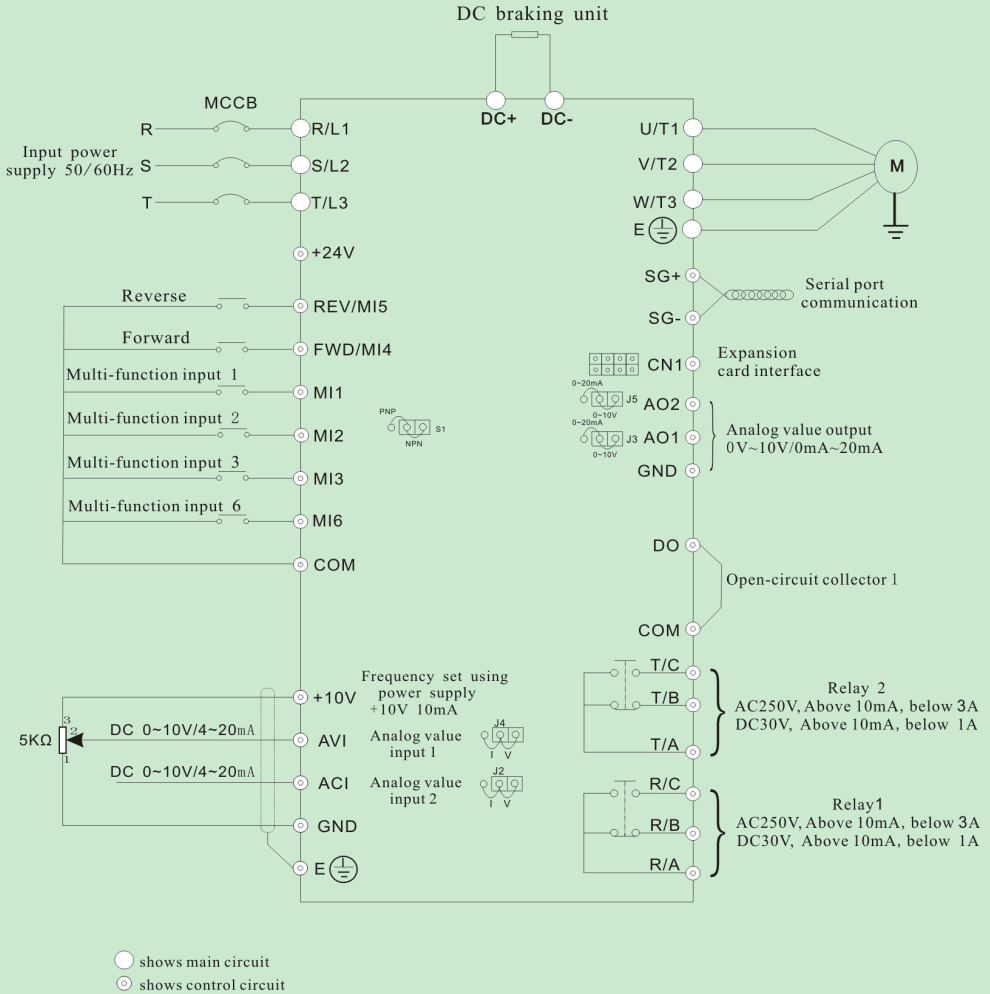 DC braking unit
DC+ DC-
MCCB
R
R/L1
Input power
supply 50/60Hz
S
S/L2
T
T/L3
+24V
Reverse
REV/MI5
Forward
FWD/MI4
Multi-function input 1
MI1
Multi-function input 2
MI2
Multi-function input 3
MI3
Multi-function input 6
MI6
COM
PNP
S1
NPN
Frequency set using
power supply
+10V 10mA
+10V
5KΩ
3
2
1
DC 0~10V/4~20mA
AVI
Analog value
input 1
J4
I V
DC 0~10V/4~20mA
ACI
Analog value
input 2
J2
I V
GND
E
U/T1
V/T2
W/T3
E
M
SG+
SG-
Serial port
communication
CN1
Expansion
card interface
0~20mA
J5
AO2
0~10V
0~20mA
J3
AO1
0~10V
GND
Analog value output
0V~10V/0mA~20mA
DO
Open-circuit collector 1
COM
T/C
T/B
T/A
Relay 2
AC250V, Above 10mA, below 3A
DC30V, Above 10mA, below 1A
R/C
R/B
R/A
Relay1
AC250V, Above 10mA, below 3A
DC30V, Above 10mA, below 1A
shows main circuit
shows control circuit